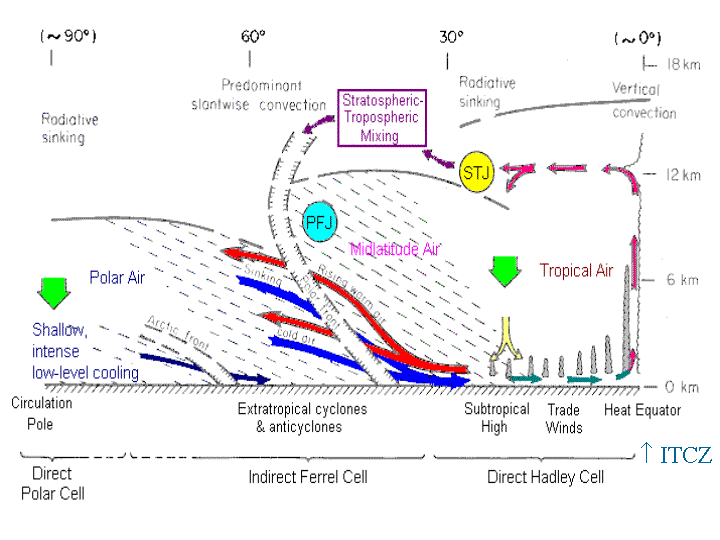 (~90°)
60°
30°
(~0°)
18 km
Predominant
slantwise convection
Stratospheric-
Tropospheric
Mixing
Radiative
sinking
Vertical
convection
Radiative
sinking
STJ
12 km
PFJ
Midlatitude Air
Polar Air
Sinking
Rising warm air
Tropical Air
6 km
Polar front
Shallow,
intense
low-level cooling
Arctic front
cold air
0 km
Circulation
Pole
Extratropical cyclones
& anticyclones
Subtropical
High
Trade
Winds
Heat Equator
↑ ITCZ
Direct
Polar Cell
Indirect Ferrel Cell
Direct Hadley Cell